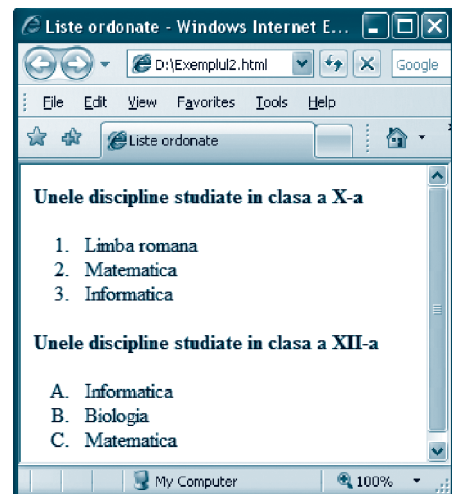 Liste ordonate - Windows Internet E...
D:\Exemplul2.html
Google
File Edit View Favorites Tools Help
Liste ordonate
Unele discipline studiate in clasa a X-a
1. Limba romana
2. Matematica
3. Informatica
Unele discipline studiate in clasa a XII-a
A. Informatica
B. Biologia
C. Matematica
My Computer 100%